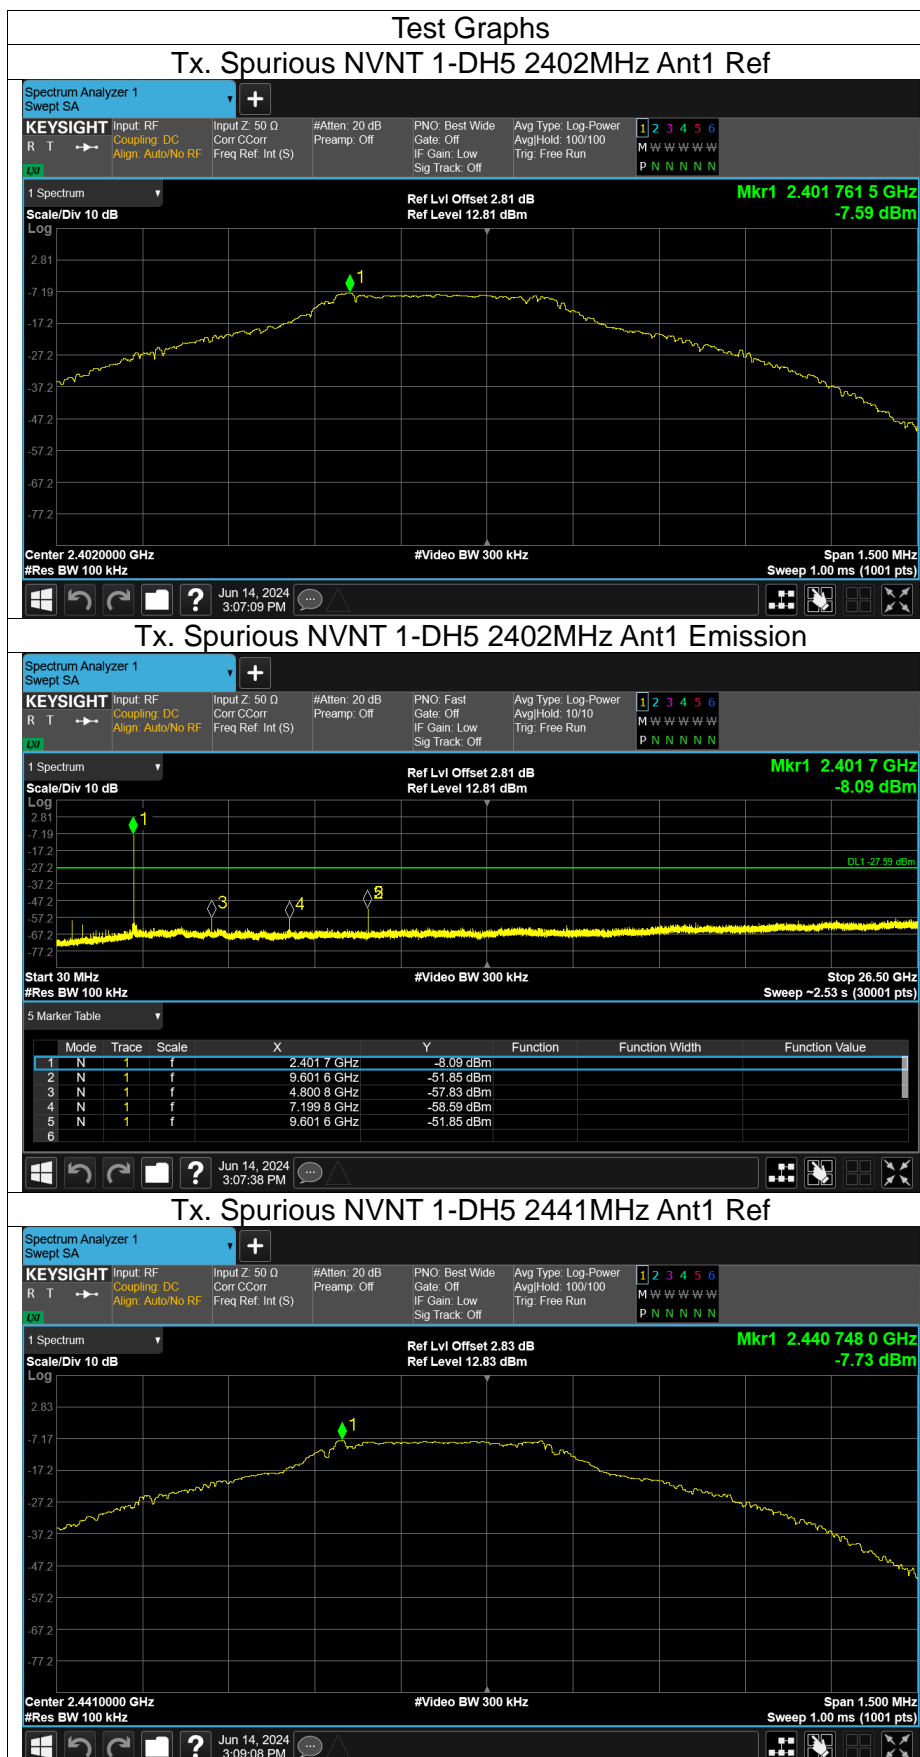 Test Graphs
Tx. Spurious NVNT 1-DH5 2402MHz Ant1 Ref
Spectrum Analyzer 1
Swept SA
KEYSIGHT Input: RF Input Z: 50 Ω #Atten: 20 dB PNO: Best Wide Avg Type: Log-Power 1 2 3 4 5 6
R T Coupling: DC Corr CCorr Preamp: Off Gate: Off Avg|Hold: 100/100 M W W W W W
Align: Auto/No RF Freq Ref: Int (S) IF Gain: Low Trig: Free Run
LXI Sig Track: Off P N N N N N
1 Spectrum Ref Lvl Offset 2.81 dB Mkr1 2.401 761 5 GHz
Scale/Div 10 dB Ref Level 12.81 dBm -7.59 dBm
Log
1
2.81
-7.19
-17.2
-27.2
-37.2
-47.2
-57.2
-67.2
-77.2
Center 2.4020000 GHz #Video BW 300 kHz Span 1.500 MHz
#Res BW 100 kHz Sweep 1.00 ms (1001 pts)
? Jun 14, 2024
3:07:09 PM
Tx. Spurious NVNT 1-DH5 2402MHz Ant1 Emission
Spectrum Analyzer 1
Swept SA
KEYSIGHT Input: RF Input Z: 50 Ω #Atten: 20 dB PNO: Fast Avg Type: Log-Power 1 2 3 4 5 6
R T Coupling: DC Corr CCorr Preamp: Off Gate: Off Avg|Hold: 10/10 M W W W W W
Align: Auto/No RF Freq Ref: Int (S) IF Gain: Low Trig: Free Run
LXI Sig Track: Off P N N N N N
1 Spectrum Ref Lvl Offset 2.81 dB Mkr1 2.401 7 GHz
Scale/Div 10 dB Ref Level 12.81 dBm -8.09 dBm
Log
2.81 1
-7.19
-17.2
-27.2 DL1 -27.59 dBm
-37.2
-47.2 3 4
-57.2
-67.2
-77.2
Start 30 MHz #Video BW 300 kHz Stop 26.50 GHz
#Res BW 100 kHz Sweep ~2.53 s (30001 pts)
5 Marker Table
Mode Trace Scale X Y Function Function Width Function Value
1 N 1 f 2.401 7 GHz -8.09 dBm
2 N 1 f 9.601 6 GHz -51.85 dBm
3 N 1 f 4.800 8 GHz -57.83 dBm
4 N 1 f 7.199 8 GHz -58.59 dBm
5 N 1 f 9.601 6 GHz -51.85 dBm
6
? Jun 14, 2024
3:07:38 PM
Tx. Spurious NVNT 1-DH5 2441MHz Ant1 Ref
Spectrum Analyzer 1
Swept SA
KEYSIGHT Input: RF Input Z: 50 Ω #Atten: 20 dB PNO: Best Wide Avg Type: Log-Power 1 2 3 4 5 6
R T Coupling: DC Corr CCorr Preamp: Off Gate: Off Avg|Hold: 100/100 M W W W W W
Align: Auto/No RF Freq Ref: Int (S) IF Gain: Low Trig: Free Run
LXI Sig Track: Off P N N N N N
1 Spectrum Ref Lvl Offset 2.83 dB Mkr1 2.440 748 0 GHz
Scale/Div 10 dB Ref Level 12.83 dBm -7.73 dBm
Log
2.83
1
-7.17
-17.2
-27.2
-37.2
-47.2
-57.2
-67.2
-77.2
Center 2.4410000 GHz #Video BW 300 kHz Span 1.500 MHz
#Res BW 100 kHz Sweep 1.00 ms (1001 pts)
? Jun 14, 2024
3:09:08 PM